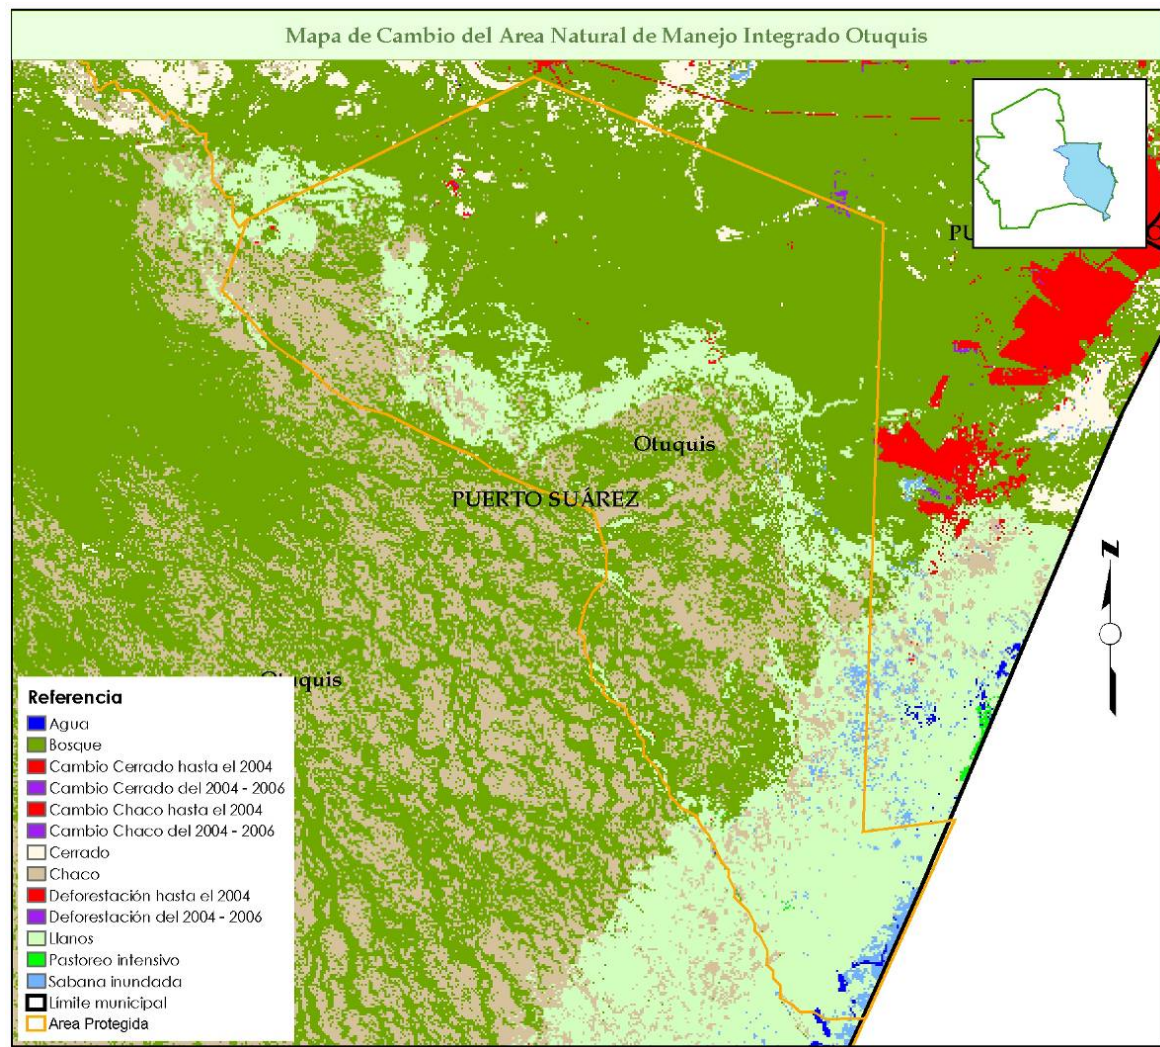 Mapa de Cambio del Area Natural de Manejo Integrado Otuquis
Otuquis
PUERTO SUÁREZ
N
Referencia
Agua
Bosque
Cambio Cerrado hasta el 2004
Cambio Cerrado del 2004 - 2006
Cambio Chaco hasta el 2004
Cambio Chaco del 2004 - 2006
Cerrado
Chaco
Deforestación hasta el 2004
Deforestación del 2004 - 2006
Llanos
Pastoreo intensivo
Sabana inundada
Límite municipal
Area Protegida